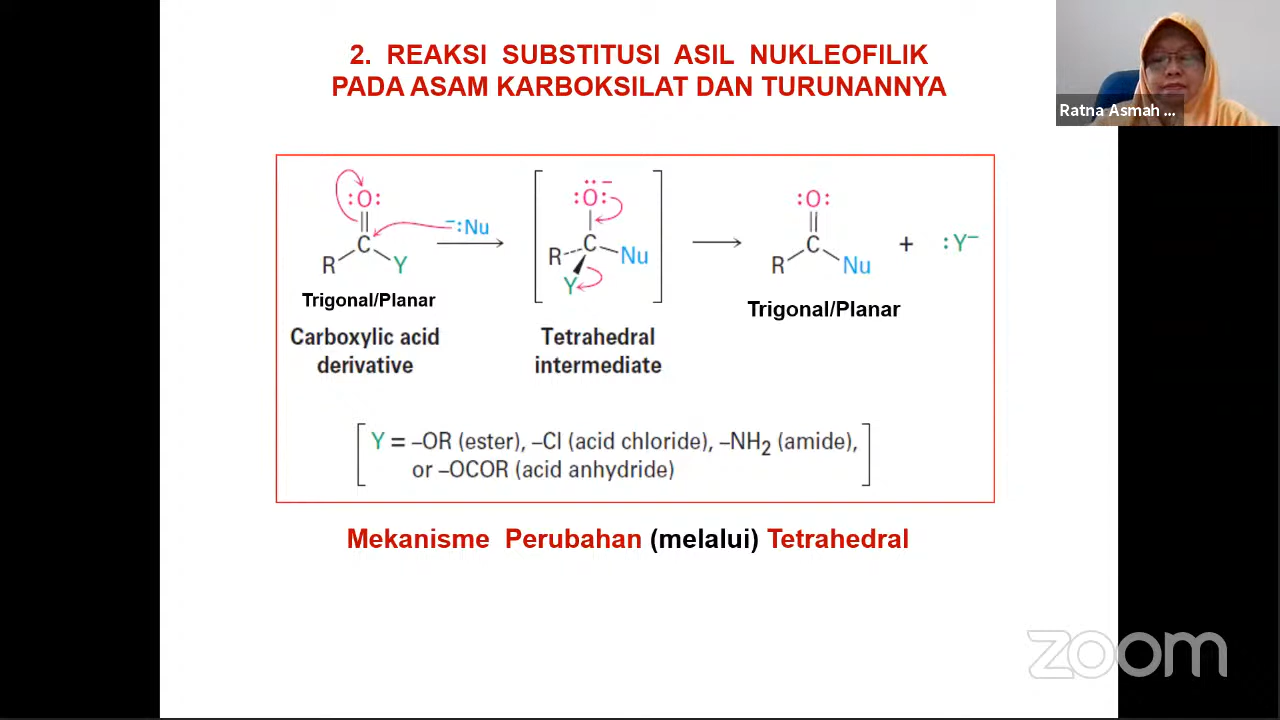 2. REAKSI SUBSTITUSI ASIL NUKLEOFILIK
PADA ASAM KARBOKSILAT DAN TURUNANNYA
Ratna Asmah ...
:O:
C
R
Y
–:Nu
Trigonal/Planar
Carboxylic acid
derivative
:Ö:–
C
R
Nu
Y
Tetrahedral
intermediate
:O:
C
R
Nu
+ :Y–
Trigonal/Planar
Y = –OR (ester), –Cl (acid chloride), –NH2 (amide),
or –OCOR (acid anhydride)
Mekanisme Perubahan (melalui) Tetrahedral
zoom